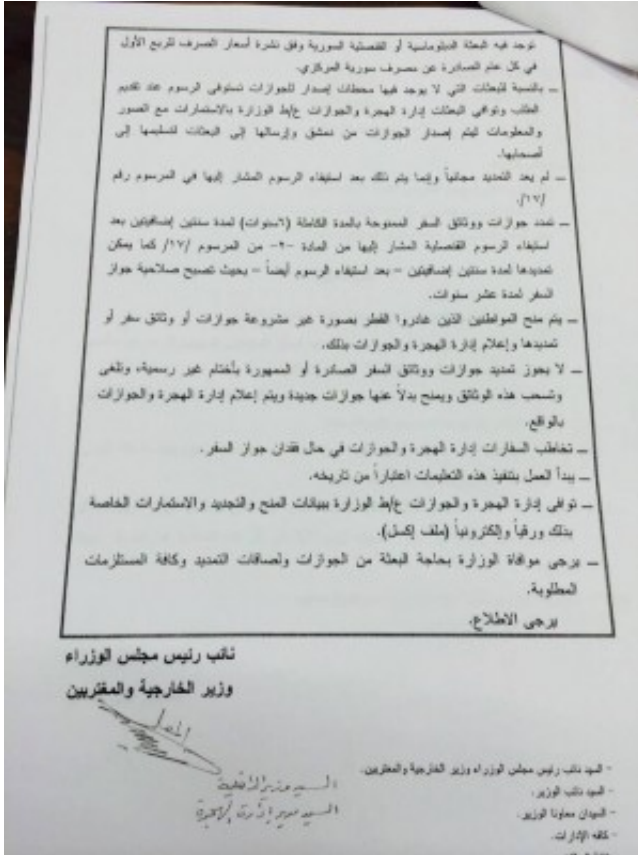 توجد فيه البعثة الدبلوماسية أو القنصلية السورية وفق نشرة أسعار الصرف للربع الأول
في كل عام الصادرة عن مصرف سورية المركزي.
– بالنسبة للبعثات التي لا يوجد فيها محطات إصدار للجوازات تستوفى الرسوم عند تقديم
الطلب وتوافي البعثات إدارة الهجرة والجوازات ع/ط الوزارة بالاستمارات مع الصور
والمعلومات ليتم إصدار الجوازات من دمشق وإرسالها إلى البعثات لتسليمها إلى
أصحابها.
– لم يعد التمديد مجانياً وإنما يتم ذلك بعد استيفاء الرسوم المشار إليها في المرسوم رقم
/١٧/.
– تمدد جوازات ووثائق السفر الممنوحة بالمدة الكاملة (٦سنوات) لمدة سنتين إضافيتين بعد
استيفاء الرسوم القنصلية المشار إليها من المادة -٢- من المرسوم /١٧/ كما يمكن
تمديدها لمدة سنتين إضافيتين – بعد استيفاء الرسوم أيضاً – بحيث تصبح صلاحية جواز
السفر لمدة عشر سنوات.
– يتم منح المواطنين الذين غادروا القطر بصورة غير مشروعة جوازات أو وثائق سفر أو
تمديدها وإعلام إدارة الهجرة والجوازات بذلك.
– لا يجوز تمديد جوازات ووثائق السفر الصادرة أو الممهورة بأختام غير رسمية، وتلغى
وتسحب هذه الوثائق ويمنح بدلاً عنها جوازات جديدة ويتم إعلام إدارة الهجرة والجوازات
بالواقع.
– تخاطب السفارات إدارة الهجرة والجوازات في حال فقدان جواز السفر.
– يبدأ العمل بتنفيذ هذه التعليمات اعتباراً من تاريخه.
– توافى إدارة الهجرة والجوازات ع/ط الوزارة ببيانات المنح والتجديد والاستمارات الخاصة
بذلك ورقياً وإلكترونياً (ملف إكسل).
– يرجى موافاة الوزارة بحاجة البعثة من الجوازات ولصاقات التمديد وكافة المستلزمات
المطلوبة.
يرجى الاطلاع.
نائب رئيس مجلس الوزراء
وزير الخارجية والمغتربين
السيد وزير
السيد مدير إدارة
- السيد نائب رئيس مجلس الوزراء وزير الخارجية والمغتربين.
- السيد نائب الوزير.
- السيدان معاونا الوزير.
- كافة الإدارات.